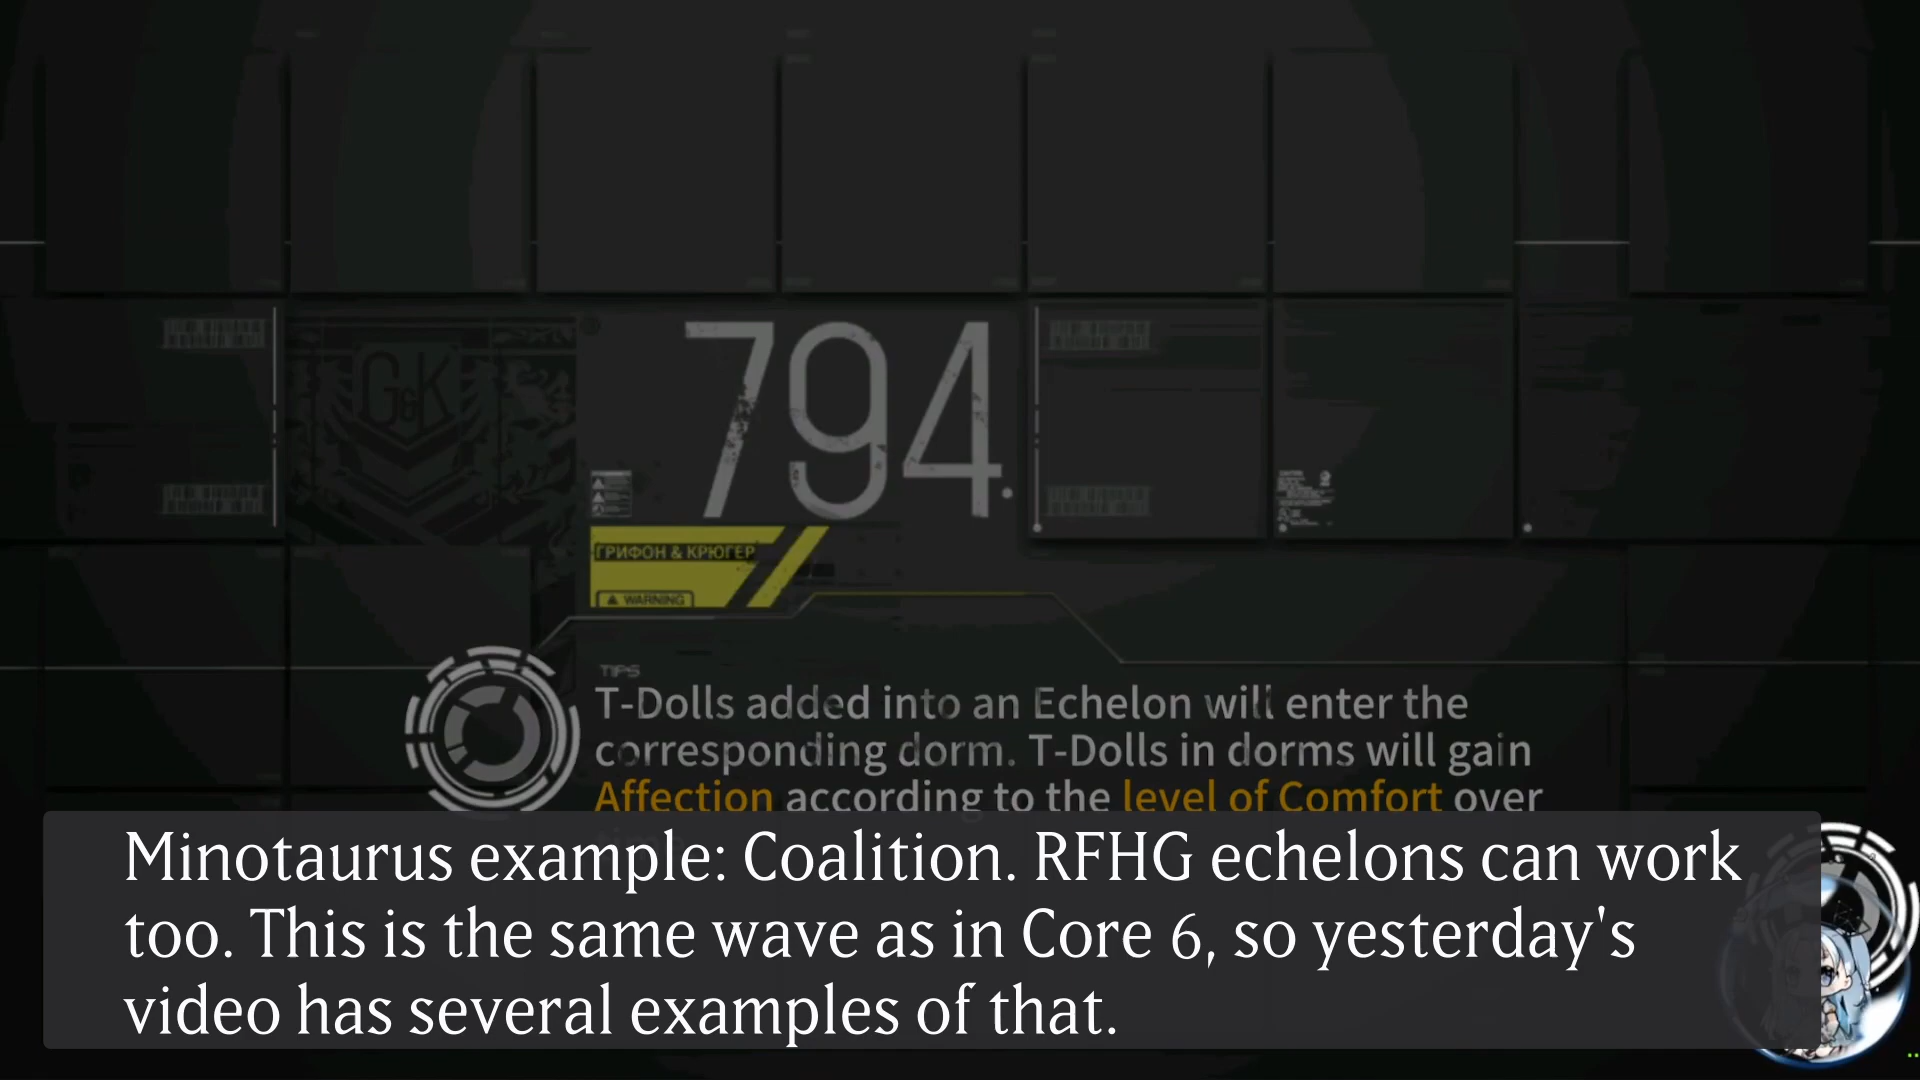 G&K
794.
ГРИФОН & КРЮГЕР
WARNING
TIPS
T-Dolls added into an Echelon will enter the
corresponding dorm. T-Dolls in dorms will gain
Affection according to the level of Comfort over
Minotaurus example: Coalition. RFHG echelons can work
too. This is the same wave as in Core 6, so yesterday's
video has several examples of that.